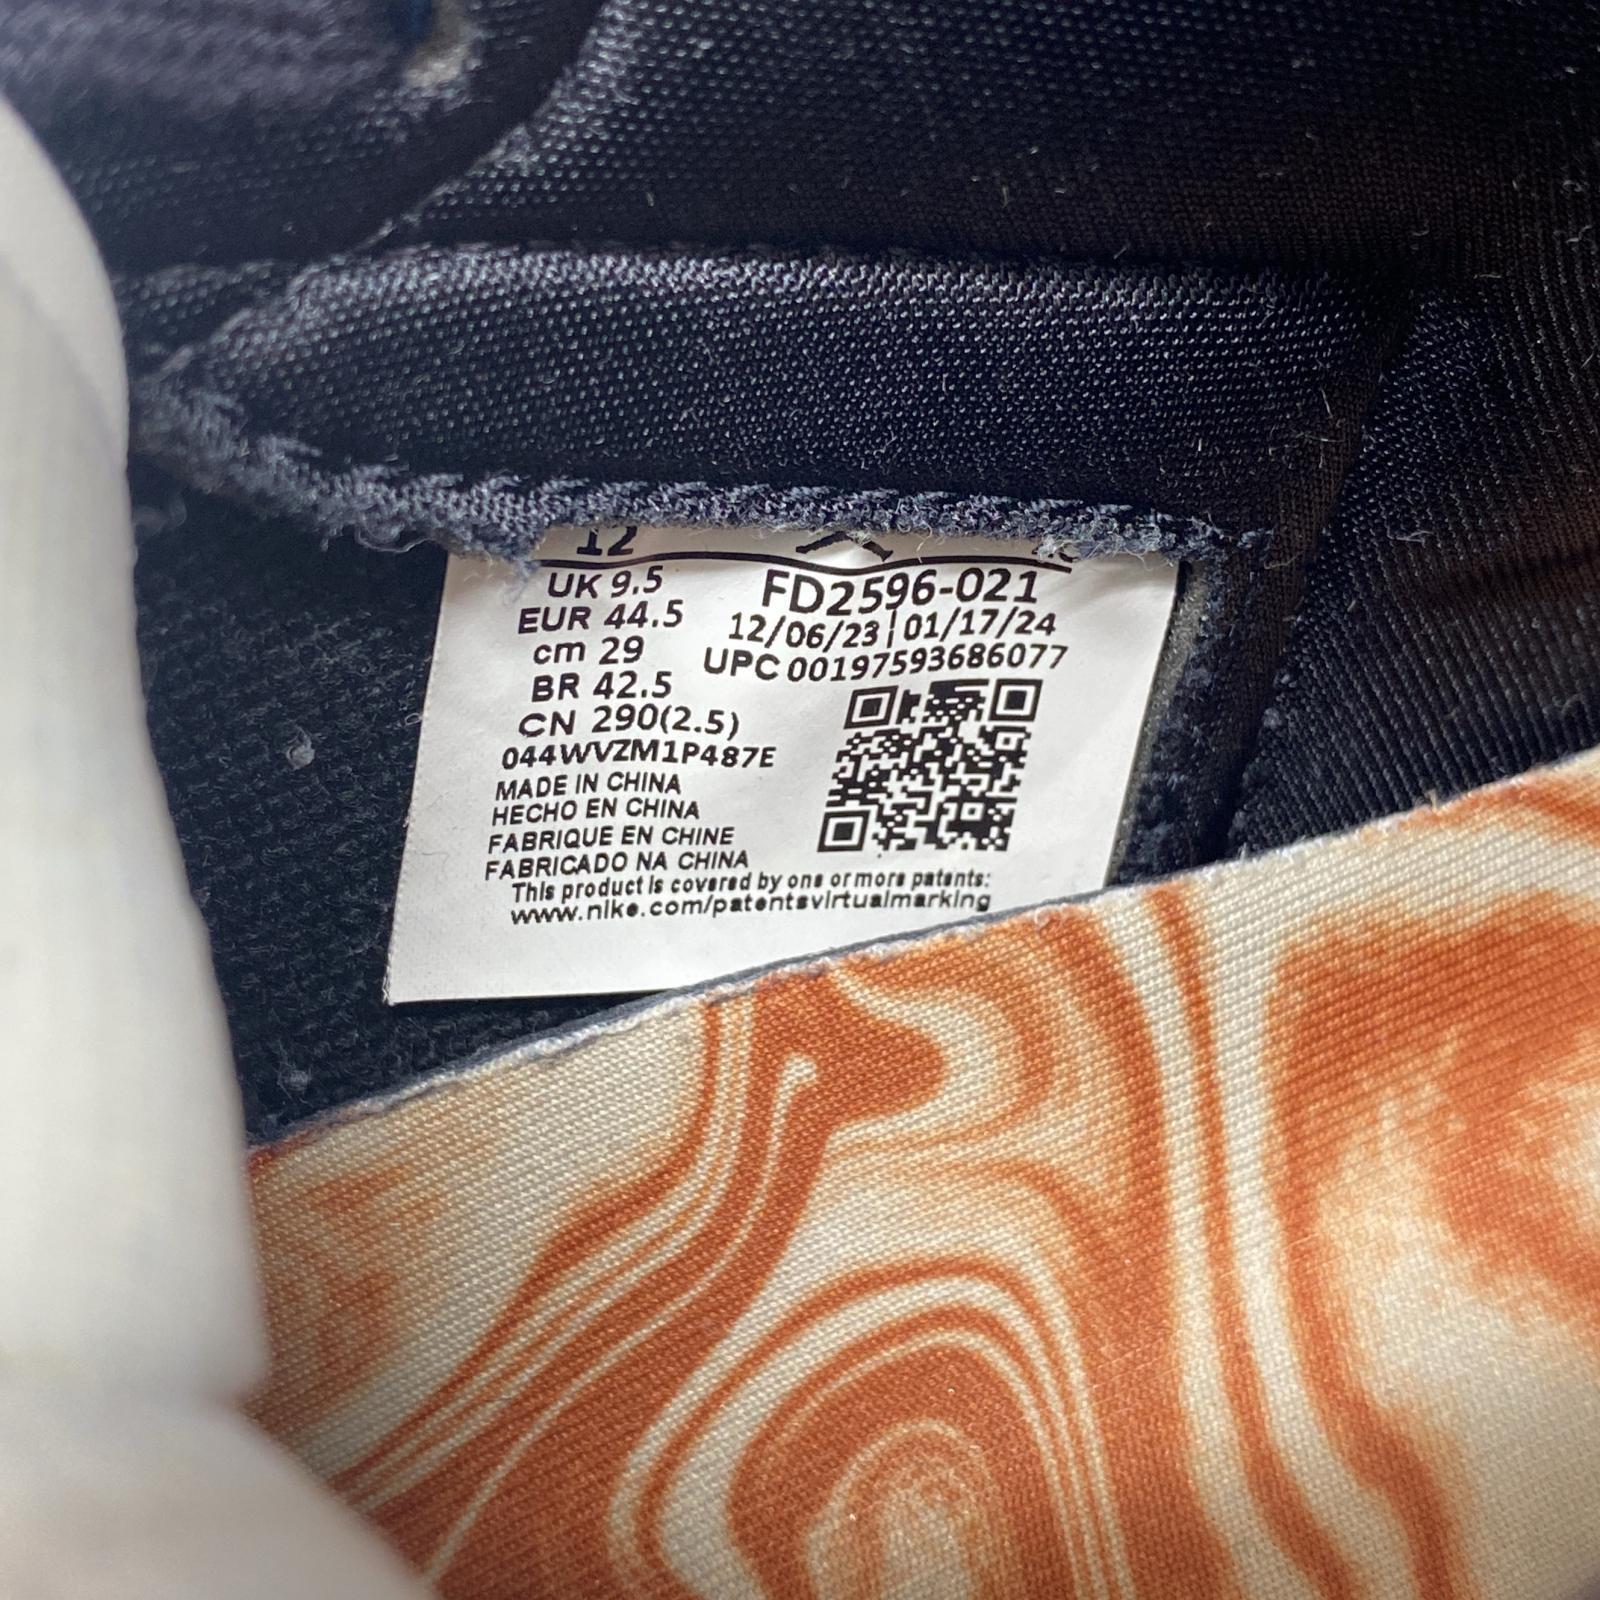 12
UK 9.5
EUR 44.5
cm 29
BR 42.5
CN 290(2.5)
FD2596-021
12/06/23 | 01/17/24
UPC 00197593686077
044WVZM1P487E
MADE IN CHINA
HECHO EN CHINA
FABRIQUE EN CHINE
FABRICADO NA CHINA
This product is covered by one or more patents:
www.nike.com/patentsvirtualmarking